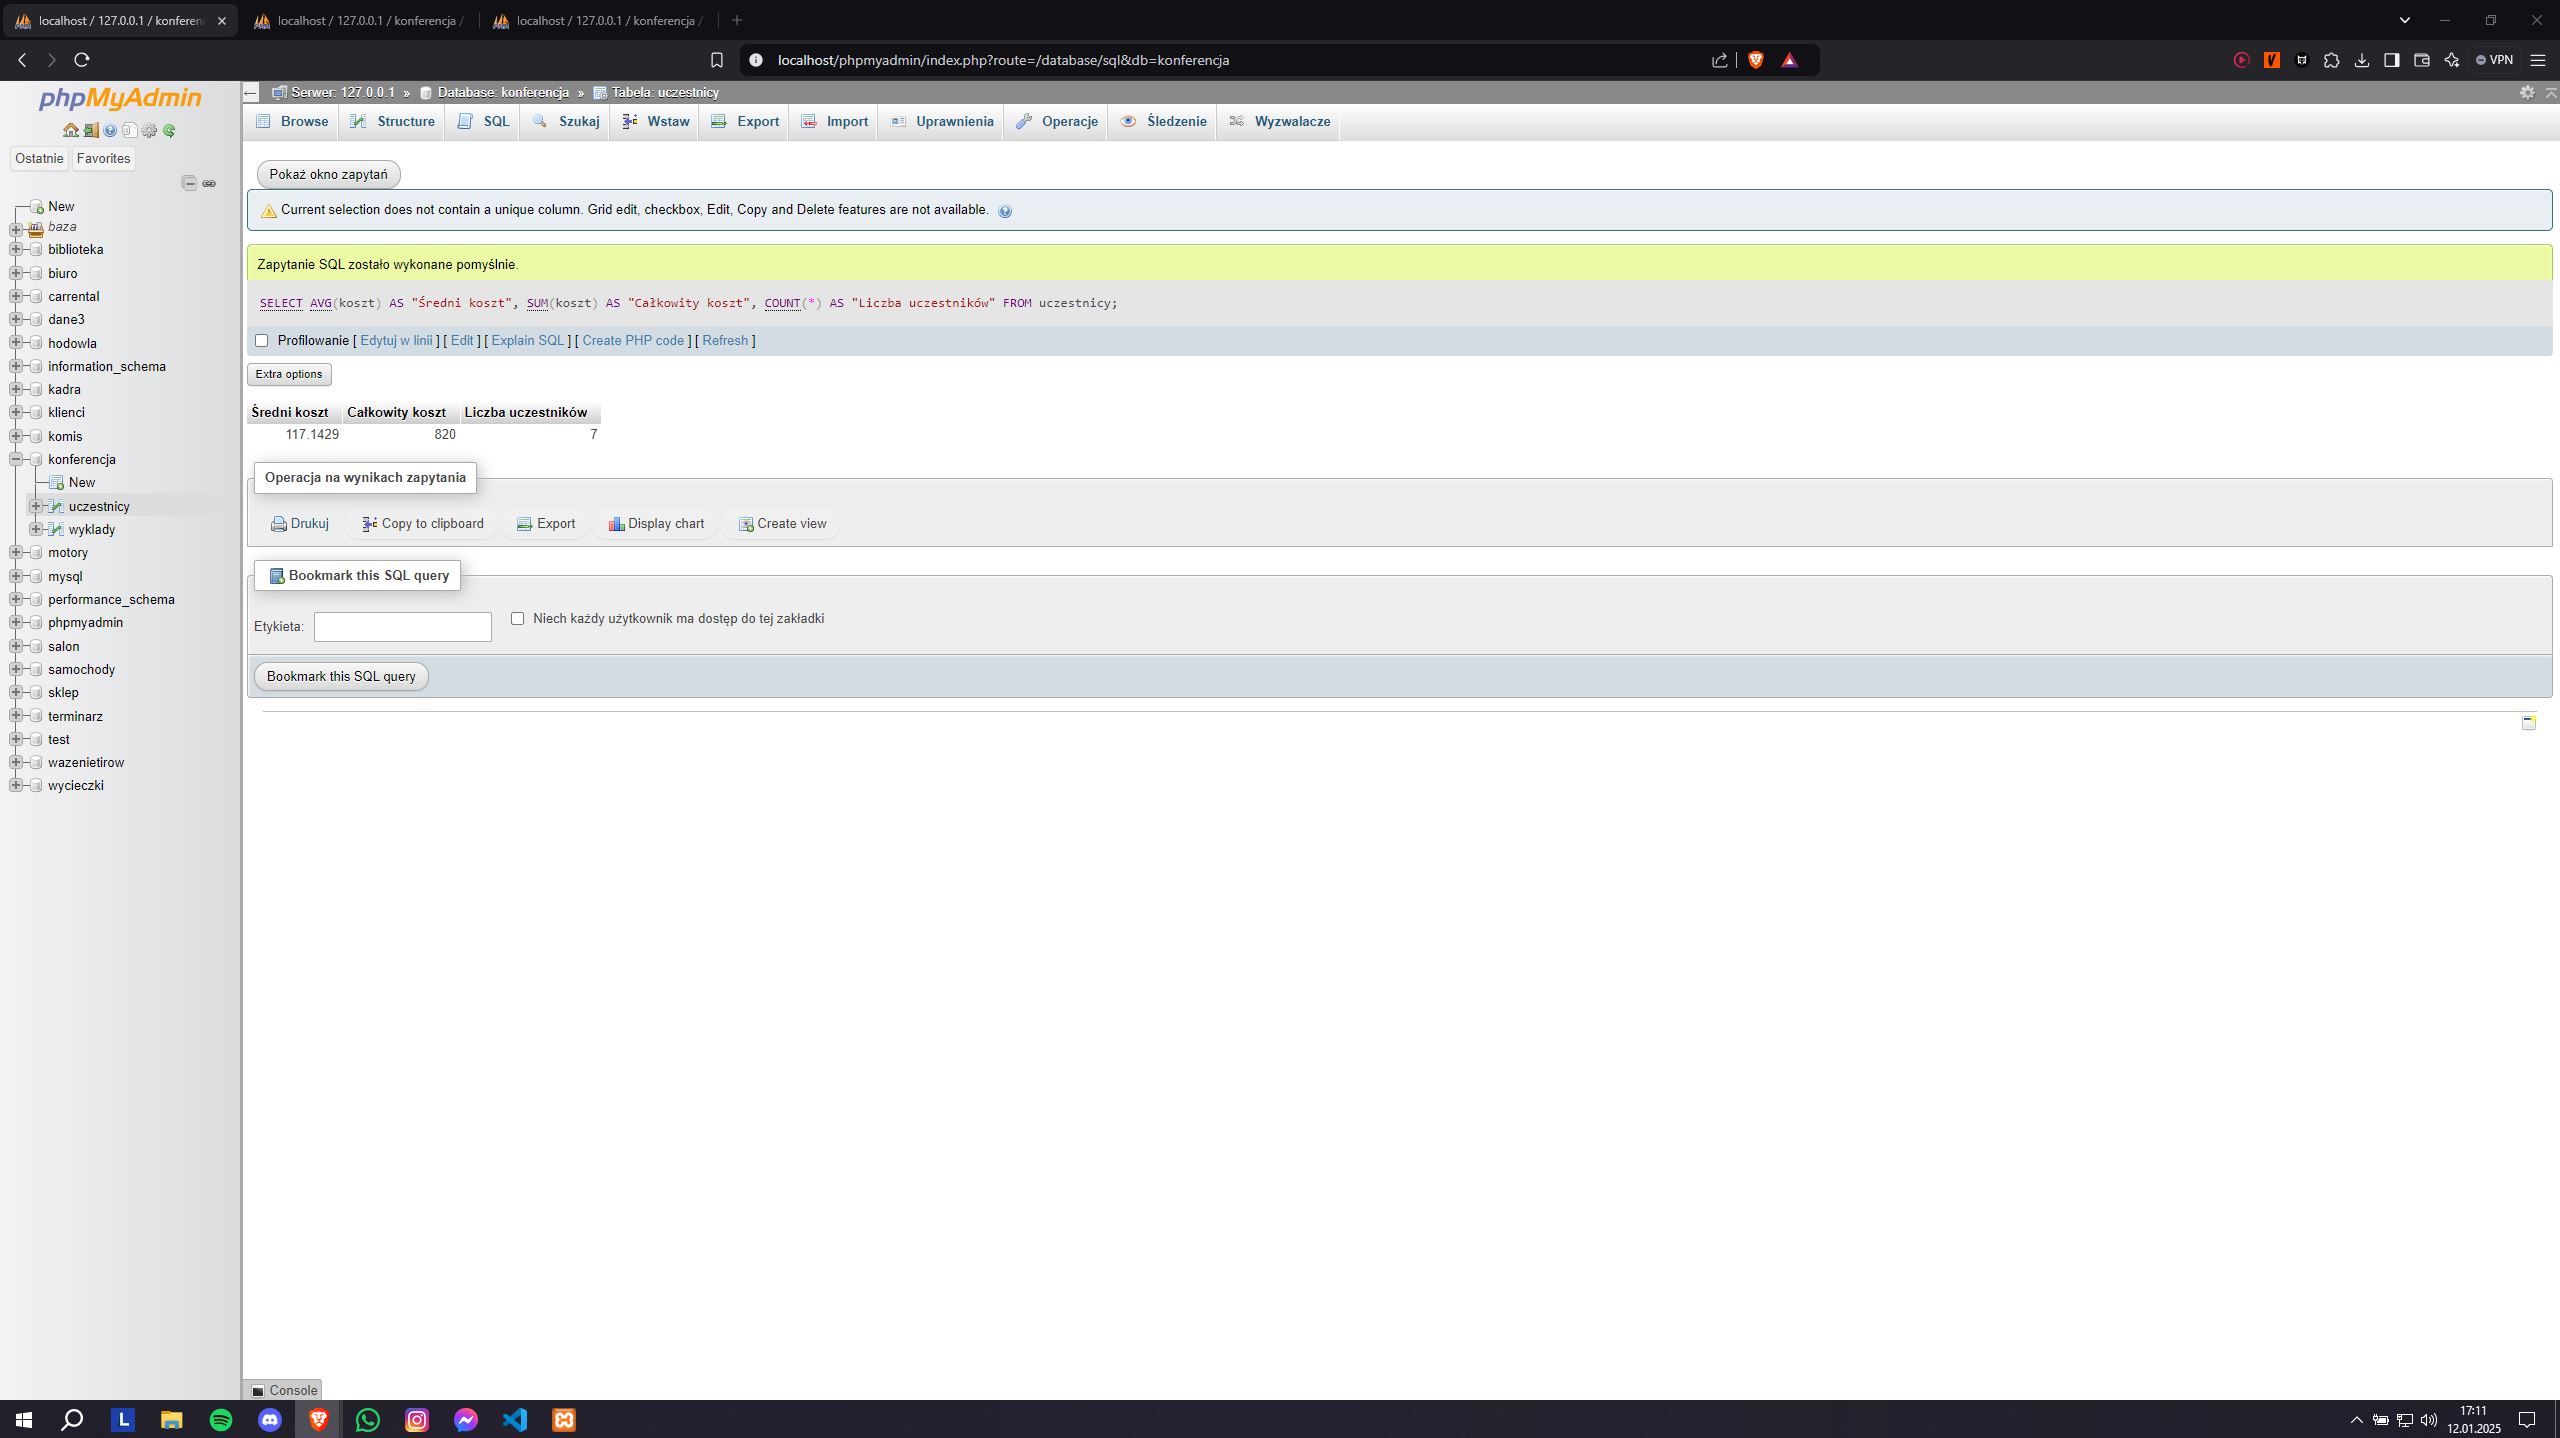 localhost / 127.0.0.1 / konferen
localhost / 127.0.0.1 / konferencja /
localhost / 127.0.0.1 / konferencja /
localhost/phpmyadmin/index.php?route=/database/sql&db=konferencja
VPN
phpMyAdmin
Ostatnie
Favorites
New
baza
biblioteka
biuro
carrental
dane3
hodowla
information_schema
kadra
klienci
komis
konferencja
New
uczestnicy
wyklady
motory
mysql
performance_schema
phpmyadmin
salon
samochody
sklep
terminarz
test
wazenietirow
wycieczki
Serwer: 127.0.0.1 » Database: konferencja » Tabela: uczestnicy
Browse Structure SQL Szukaj Wstaw Export Import Uprawnienia Operacje Śledzenie Wyzwalacze
Pokaż okno zapytań
Current selection does not contain a unique column. Grid edit, checkbox, Edit, Copy and Delete features are not available.
Zapytanie SQL zostało wykonane pomyślnie.
SELECT AVG(koszt) AS "Średni koszt", SUM(koszt) AS "Całkowity koszt", COUNT(*) AS "Liczba uczestników" FROM uczestnicy;
Profilowanie [ Edytuj w linii ] [ Edit ] [ Explain SQL ] [ Create PHP code ] [ Refresh ]
Extra options
Średni koszt Całkowity koszt Liczba uczestników
117.1429 820 7
Operacja na wynikach zapytania
Drukuj Copy to clipboard Export Display chart Create view
Bookmark this SQL query
Etykieta:
Niech każdy użytkownik ma dostęp do tej zakładki
Bookmark this SQL query
Console
L
17:11
12.01.2025